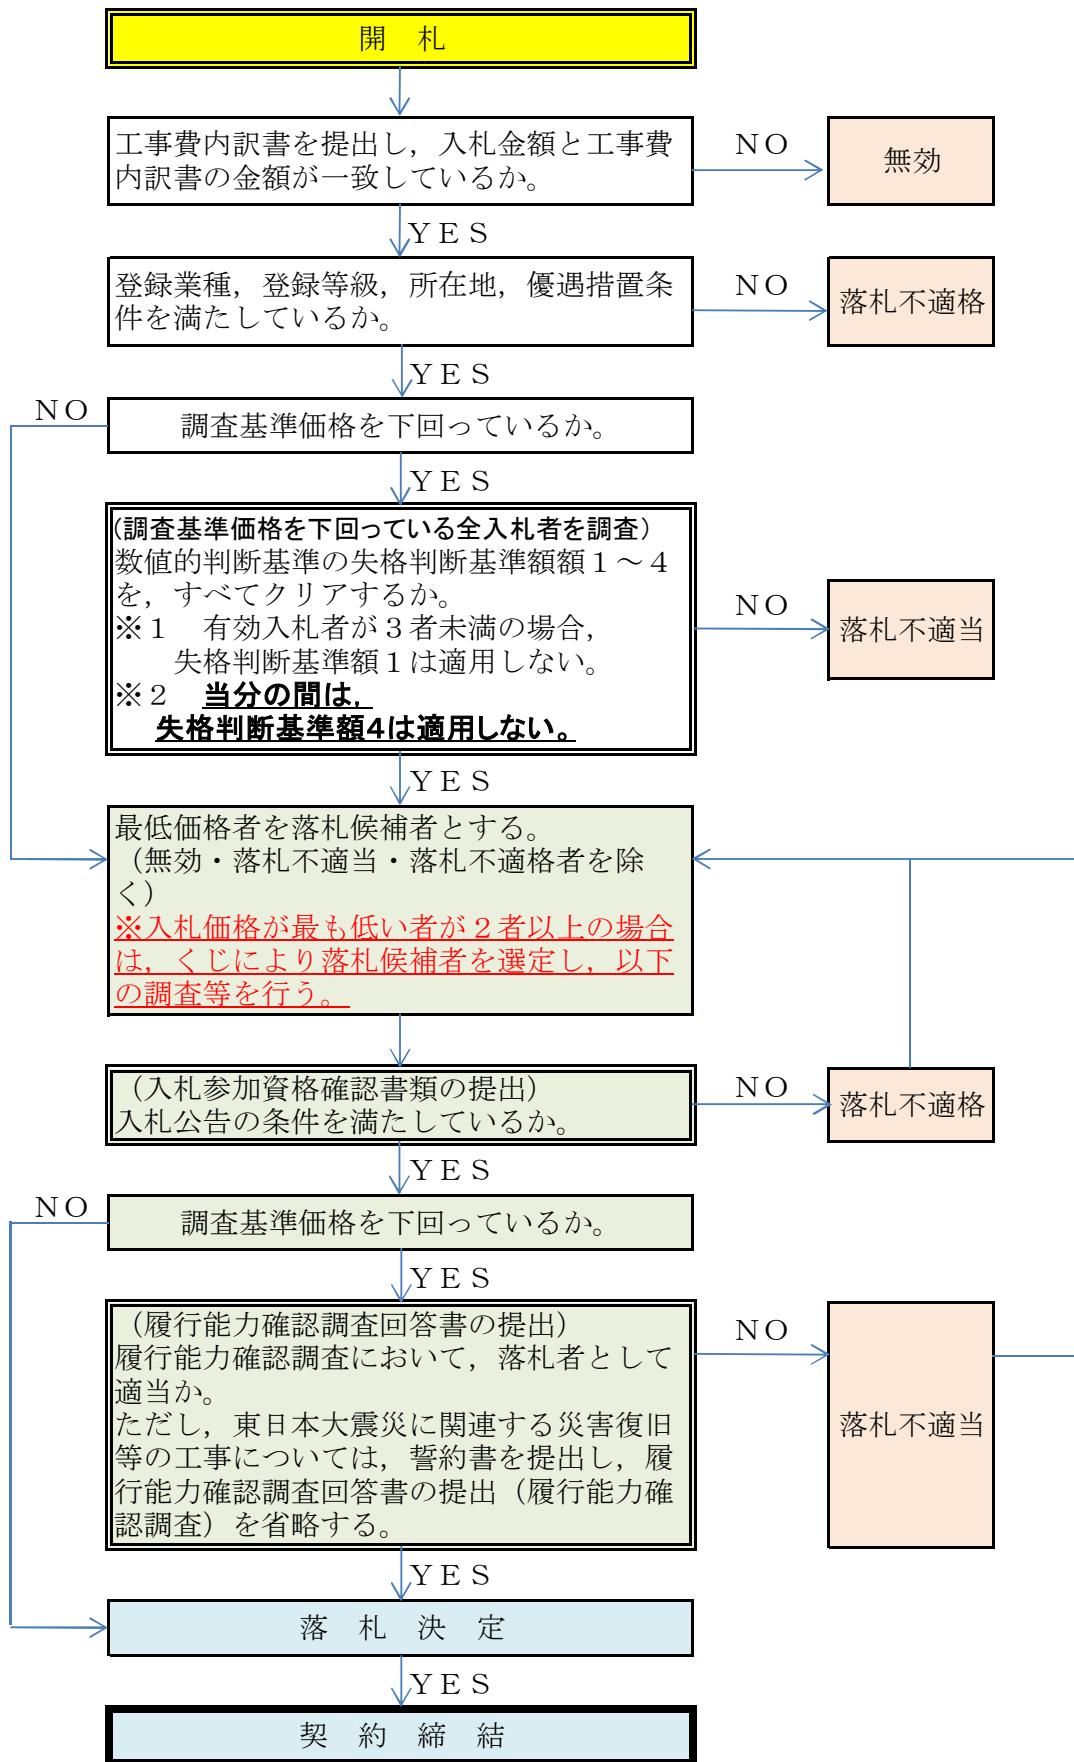 開　札
工事費内訳書を提出し，入札金額と工事費
内訳書の金額が一致しているか。
ＮＯ
無効
ＹＥＳ
登録業種，登録等級，所在地，優遇措置条
件を満たしているか。
ＮＯ
落札不適格
ＹＥＳ
ＮＯ
調査基準価格を下回っているか。
ＹＥＳ
（調査基準価格を下回っている全入札者を調査）
数値的判断基準の失格判断基準額額１～４
を，すべてクリアするか。
※１　有効入札者が３者未満の場合，
失格判断基準額１は適用しない。
※２　当分の間は，
失格判断基準額4は適用しない。
ＮＯ
落札不適当
ＹＥＳ
最低価格者を落札候補者とする。
（無効・落札不適当・落札不適格者を除
く）
※入札価格が最も低い者が２者以上の場合
は，くじにより落札候補者を選定し，以下
の調査等を行う。
（入札参加資格確認書類の提出）
入札公告の条件を満たしているか。
ＮＯ
落札不適格
ＹＥＳ
ＮＯ
調査基準価格を下回っているか。
ＹＥＳ
（履行能力確認調査回答書の提出）
履行能力確認調査において，落札者として
適当か。
ただし，東日本大震災に関連する災害復旧
等の工事については，誓約書を提出し，履
行能力確認調査回答書の提出（履行能力確
認調査）を省略する。
ＮＯ
落札不適当
ＹＥＳ
落　札　決　定
ＹＥＳ
契　約　締　結